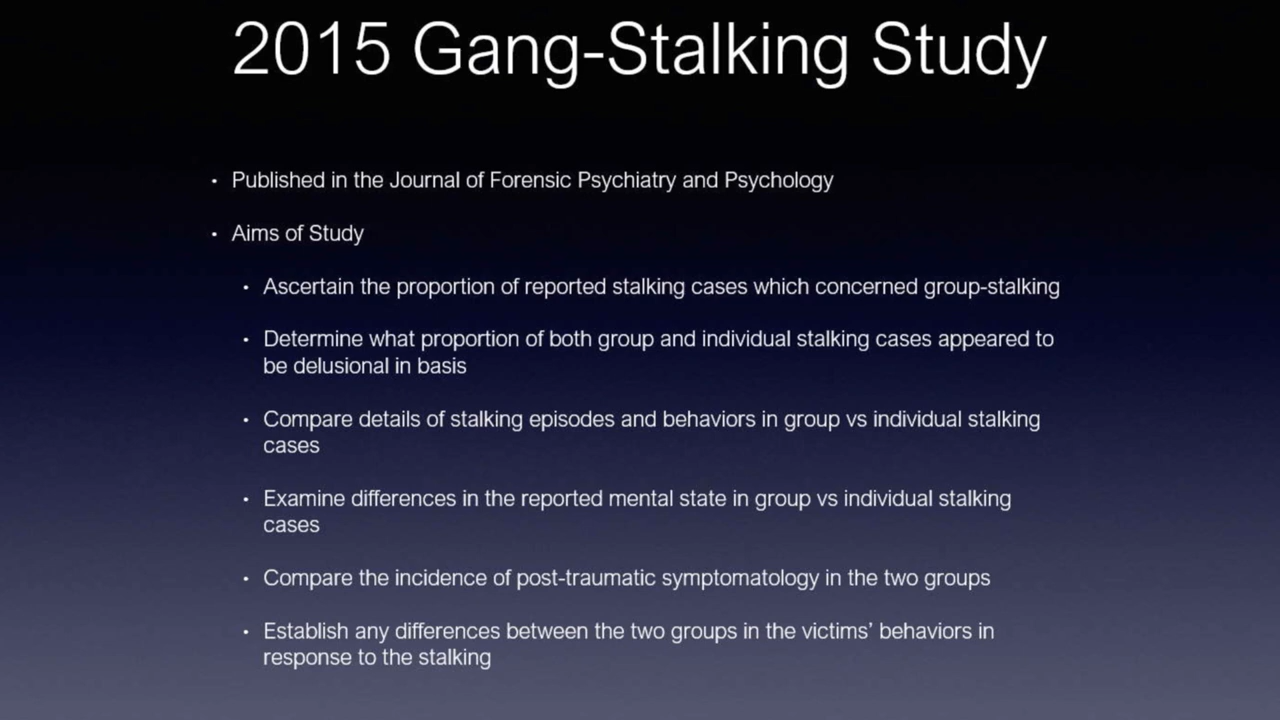 2015 Gang-Stalking Study
• Published in the Journal of Forensic Psychiatry and Psychology
• Aims of Study
• Ascertain the proportion of reported stalking cases which concerned group-stalking
• Determine what proportion of both group and individual stalking cases appeared to
be delusional in basis
• Compare details of stalking episodes and behaviors in group vs individual stalking
cases
• Examine differences in the reported mental state in group vs individual stalking
cases
• Compare the incidence of post-traumatic symptomatology in the two groups
• Establish any differences between the two groups in the victims’ behaviors in
response to the stalking